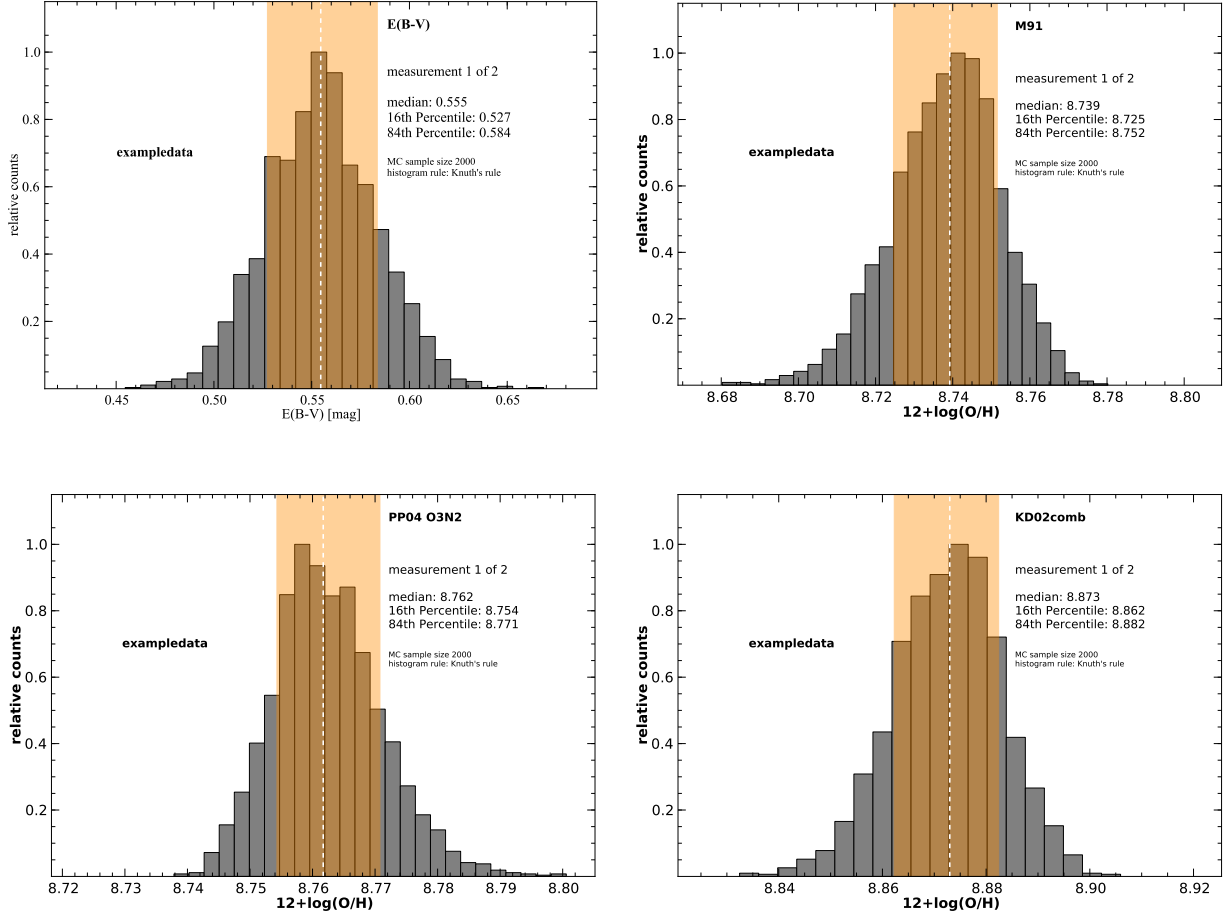 E(B-V)
measurement 1 of 2
median: 0.555
16th Percentile: 0.527
84th Percentile: 0.584
exampledata
MC sample size 2000
histogram rule: Knuth's rule
relative counts
1.0
0.8
0.6
0.4
0.2
0.45 0.50 0.55 0.60 0.65
E(B-V) [mag]
M91
measurement 1 of 2
median: 8.739
16th Percentile: 8.725
84th Percentile: 8.752
exampledata
MC sample size 2000
histogram rule: Knuth's rule
relative counts
1.0
0.8
0.6
0.4
0.2
8.68 8.70 8.72 8.74 8.76 8.78 8.80
12+log(O/H)
PP04 O3N2
measurement 1 of 2
median: 8.762
16th Percentile: 8.754
84th Percentile: 8.771
exampledata
MC sample size 2000
histogram rule: Knuth's rule
relative counts
1.0
0.8
0.6
0.4
0.2
8.72 8.73 8.74 8.75 8.76 8.77 8.78 8.79 8.80
12+log(O/H)
KD02comb
measurement 1 of 2
median: 8.873
16th Percentile: 8.862
84th Percentile: 8.882
exampledata
MC sample size 2000
histogram rule: Knuth's rule
relative counts
1.0
0.8
0.6
0.4
0.2
8.84 8.86 8.88 8.90 8.92
12+log(O/H)